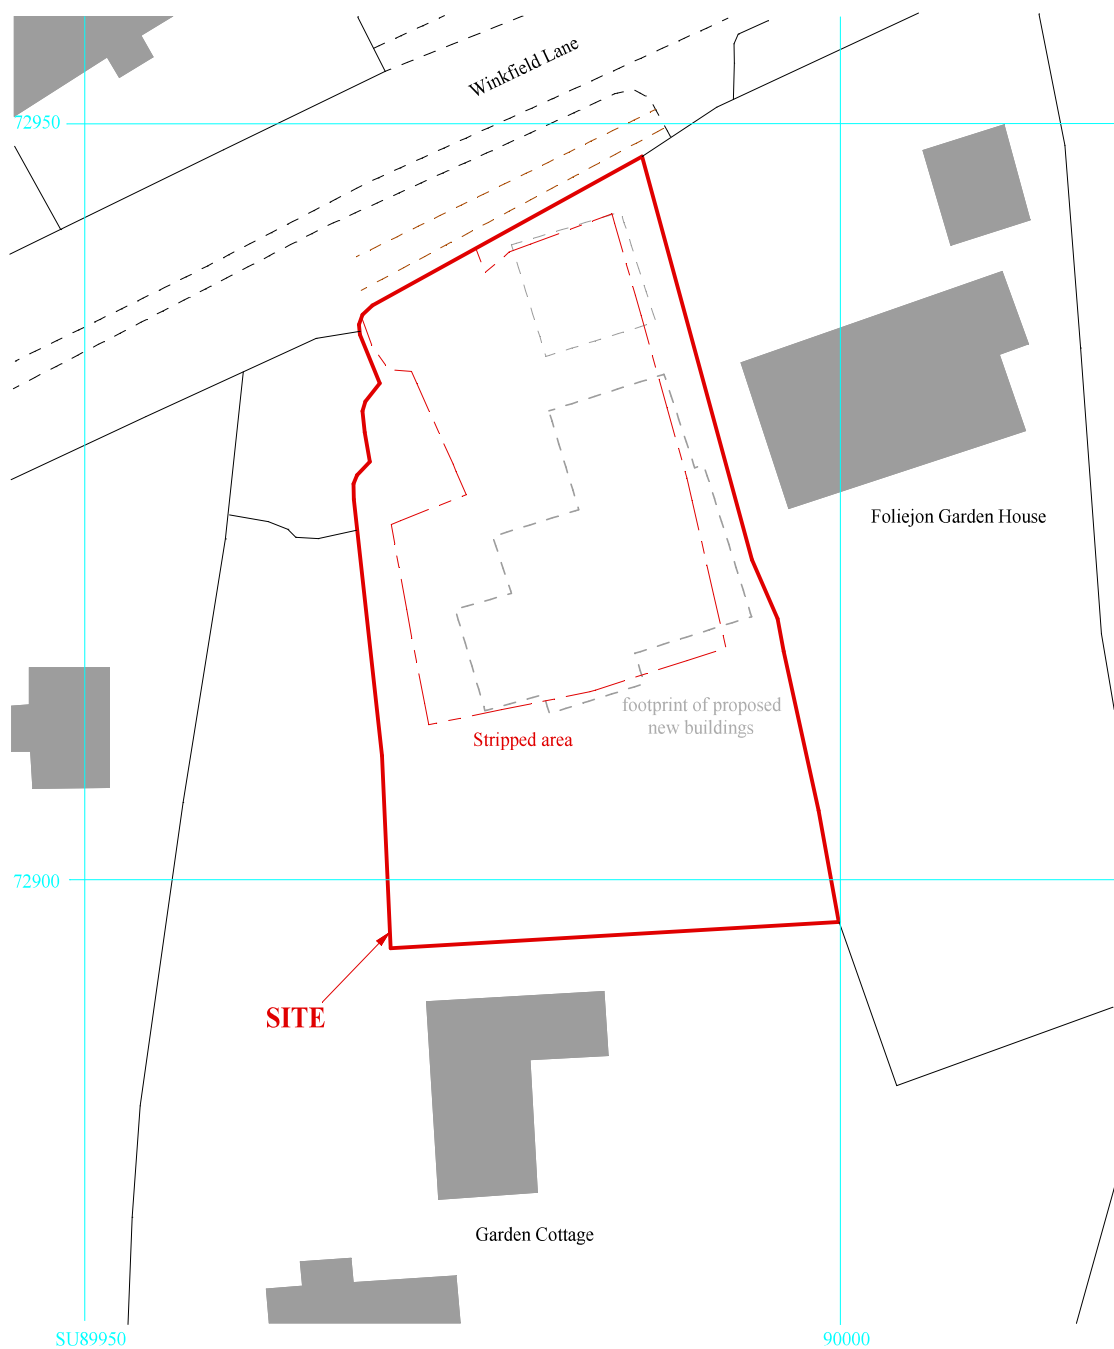 Winkfield Lane
72950
Foliejon Garden House
footprint of proposed
new buildings
Stripped area
72900
SITE
Garden Cottage
SU89950
90000